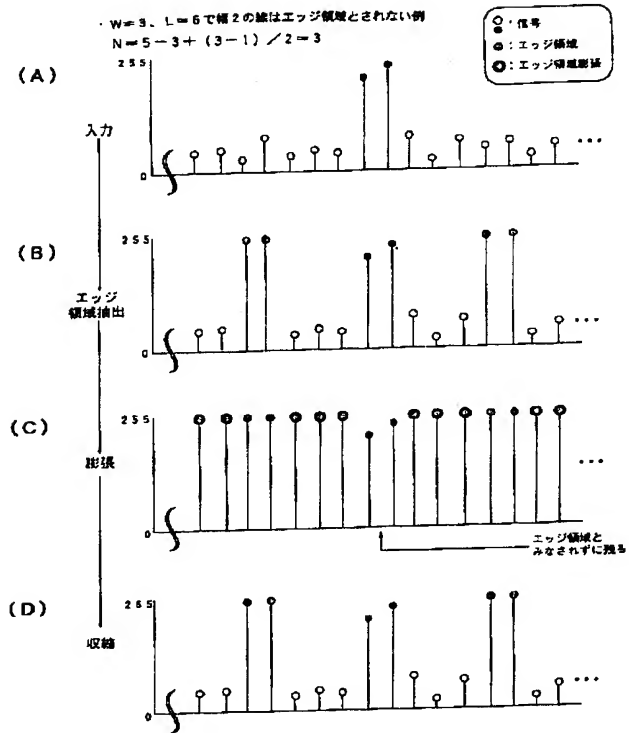 ・W=3、L=6で幅2の線はエッジ領域とされない例
N=5-3+(3-1)/2=3
:信号
:エッジ領域
:エッジ領域膨張
(A)
255
入力
0
...
(B)
255
エッジ
領域抽出
0
...
(C)
255
膨張
0
...
エッジ領域と
みなされずに残る
(D)
255
収縮
0
...